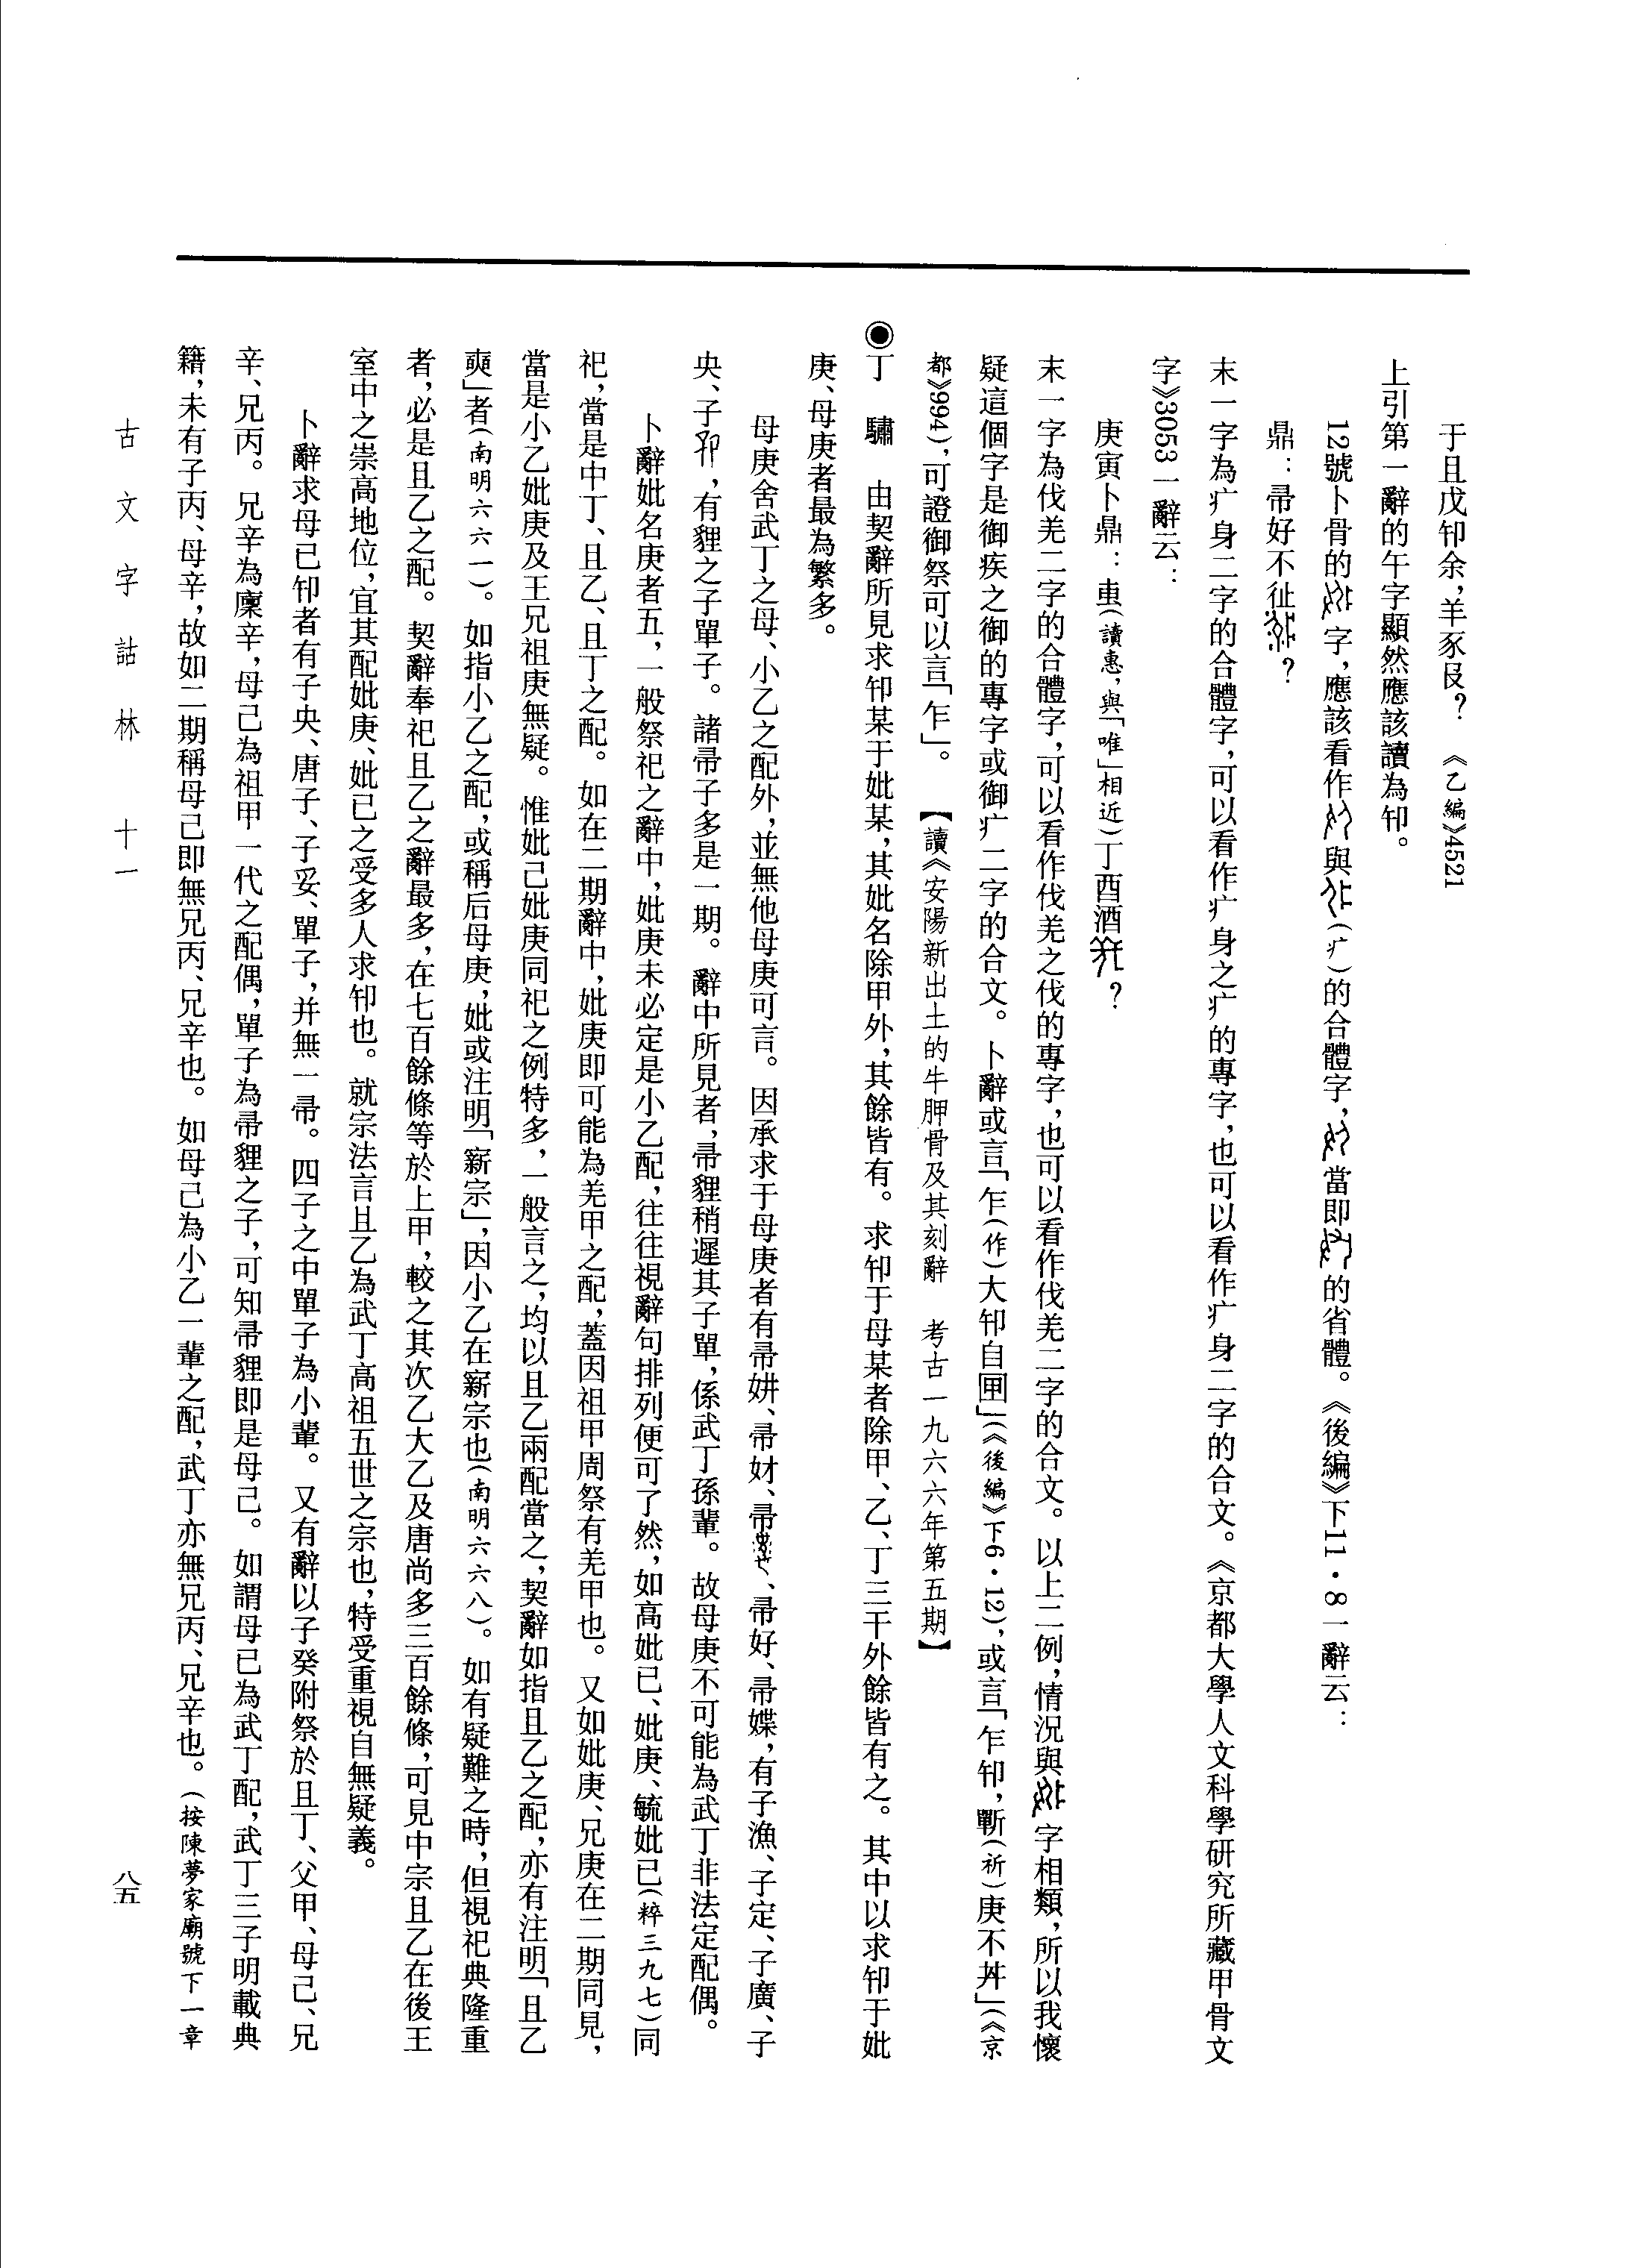 于且戊卸余，羊豕𠬝？　《乙編》4521
上引第一辭的午字顯然應該讀為卸。
12號卜骨的字，應該看作與（疒）的合體字，當即的省體。《後編》下11·8一辭云：
鼎：帚好不𢓊？
末一字為疒身二字的合體字，可以看作疒身之疒的專字，也可以看作疒身二字的合文。《京都大學人文科學研究所藏甲骨文
字》3053一辭云：
庚寅卜鼎：叀（讀惠，與「唯」相近）丁酉酒？
末一字為伐羌二字的合體字，可以看作伐羌之伐的專字，也可以看作伐羌二字的合文。以上二例，情況與字相類，所以我懷
疑這個字是御疾之御的專字或御疒二字的合文。卜辭或言「乍（作）大卸自」（《後編》下6·12），或言「乍卸，斳（祈）庚不」（《京
都》994），可證御祭可以言「乍」。　【讀《安陽新出土的牛胛骨及其刻辭　考古一九六六年第五期】
◉丁　驌　由契辭所見求卸某于妣某，其妣名除甲外，其餘皆有。求卸于母某者除甲、乙、丁三干外餘皆有之。其中以求卸于妣
庚、母庚者最為繁多。
母庚舍武丁之母、小乙之配外，並無他母庚可言。因承求于母庚者有帚妌、帚、帚、帚好、帚媟，有子漁、子定、子廣、子
央、子，有貍之子單子。諸帚子多是一期。辭中所見者，帚貍稍遲其子單，係武丁孫輩。故母庚不可能為武丁非法定配偶。
卜辭妣名庚者五，一般祭祀之辭中，妣庚未必定是小乙配，往往視辭句排列便可了然，如高妣已、妣庚、毓妣已（粹三九七）同
祀，當是中丁、且乙、且丁之配。如在二期辭中，妣庚即可能為羌甲之配，蓋因祖甲周祭有羌甲也。又如妣庚、兄庚在二期同見，
當是小乙妣庚及王兄祖庚無疑。惟妣己妣庚同祀之例特多，一般言之，均以且乙兩配當之，契辭如指且乙之配，亦有注明「且乙
奭」者（南明六六一）。如指小乙之配，或稱后母庚，妣或注明「𡪡宗」，因小乙在𡪡宗也（南明六六八）。如有疑難之時，但視祀典隆重
者，必是且乙之配。契辭奉祀且乙之辭最多，在七百餘條等於上甲，較之其次乙大乙及唐尚多三百餘條，可見中宗且乙在後王
室中之崇高地位，宜其配妣庚、妣已之受多人求卸也。就宗法言且乙為武丁高祖五世之宗也，特受重視自無疑義。
卜辭求母已卸者有子央、唐子、子妥、單子，并無一帚。四子之中單子為小輩。又有辭以子癸附祭於且丁、父甲、母己、兄
辛、兄丙。兄辛為廩辛，母己為祖甲一代之配偶，單子為帚貍之子，可知帚貍即是母己。如謂母已為武丁配，武丁三子明載典
籍，未有子丙、母辛，故如二期稱母己即無兄丙、兄辛也。如母己為小乙一輩之配，武丁亦無兄丙、兄辛也。（按陳夢家廟號下一章
古文字詁林　十一
八五